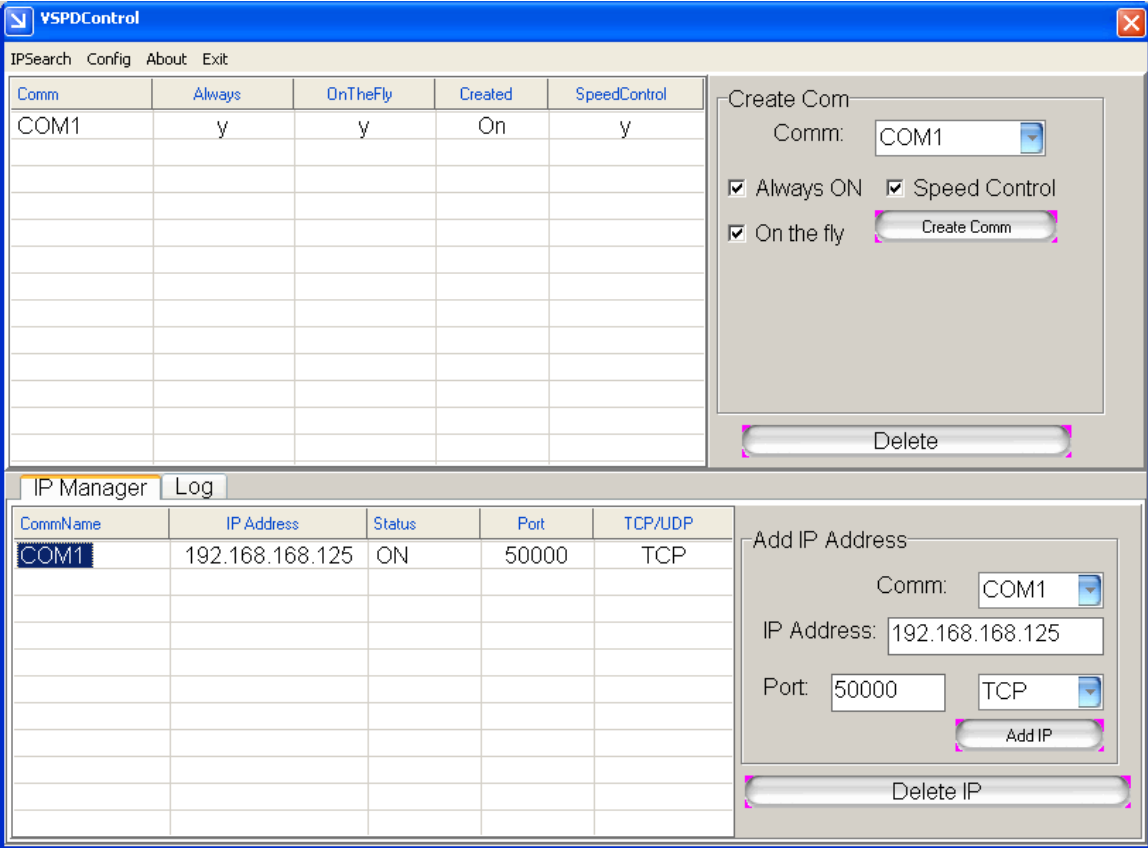 VSPDControl
IPSearch Config About Exit
Comm Always OnTheFly Created SpeedControl
COM1 y y On y
Create Com
Comm: COM1
Always ON Speed Control
On the fly Create Comm
Delete
IP Manager Log
CommName IP Address Status Port TCP/UDP
COM1 192.168.168.125 ON 50000 TCP
Add IP Address
Comm: COM1
IP Address: 192.168.168.125
Port: 50000 TCP
Add IP
Delete IP